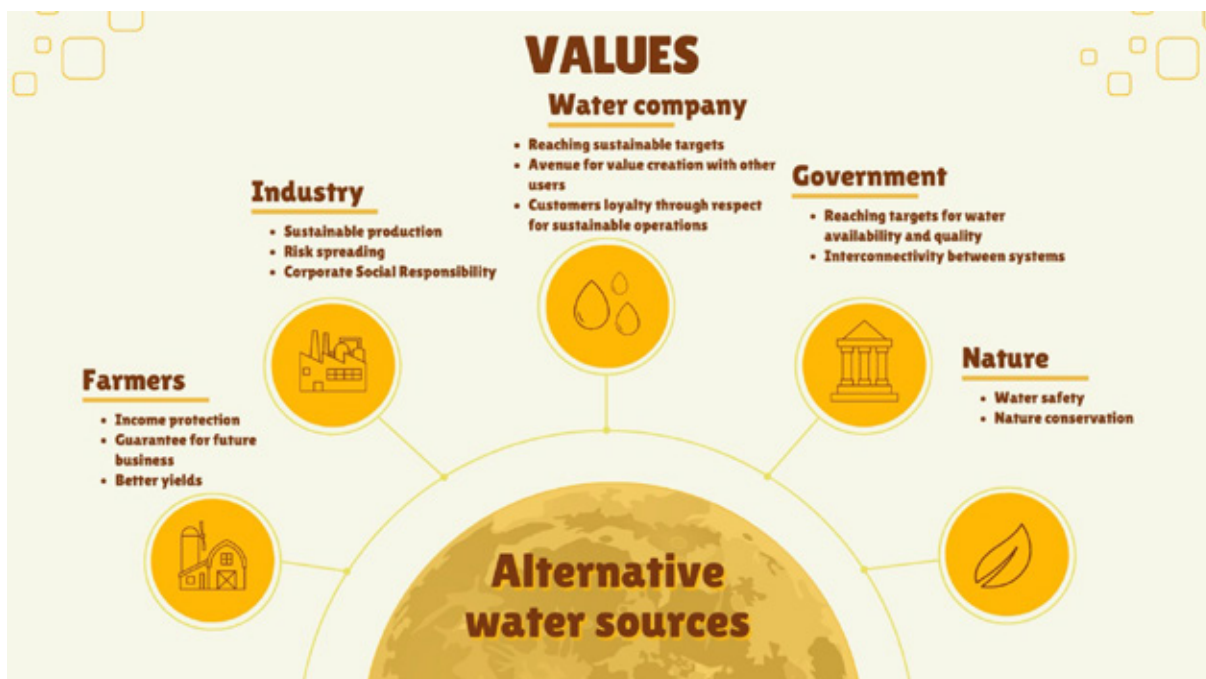 VALUES
Water company
• Reaching sustainable targets
• Avenue for value creation with other
users
• Customers loyalty through respect
for sustainable operations
Industry
• Sustainable production
• Risk spreading
• Corporate Social Responsibility
Government
• Reaching targets for water
availability and quality
• Interconnectivity between systems
Farmers
• Income protection
• Guarantee for future
business
• Better yields
Nature
• Water safety
• Nature conservation
Alternative
water sources